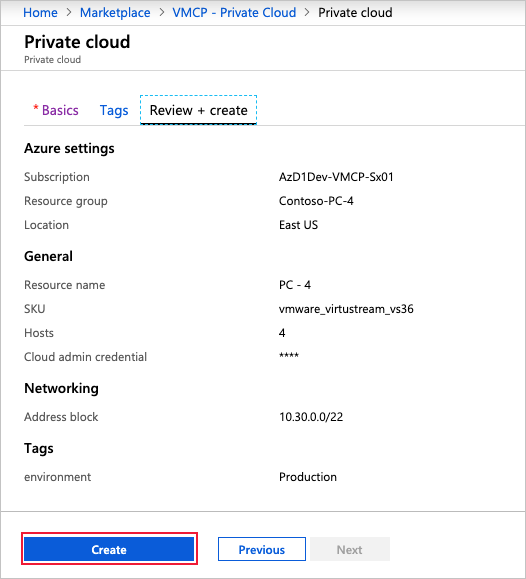 Home > Marketplace > VMCP - Private Cloud > Private cloud
Private cloud
Private cloud
* Basics Tags Review + create
Azure settings
Subscription AzD1Dev-VMCP-Sx01
Resource group Contoso-PC-4
Location East US
General
Resource name PC - 4
SKU vmware_virtustream_vs36
Hosts 4
Cloud admin credential ****
Networking
Address block 10.30.0.0/22
Tags
environment Production
Create Previous Next